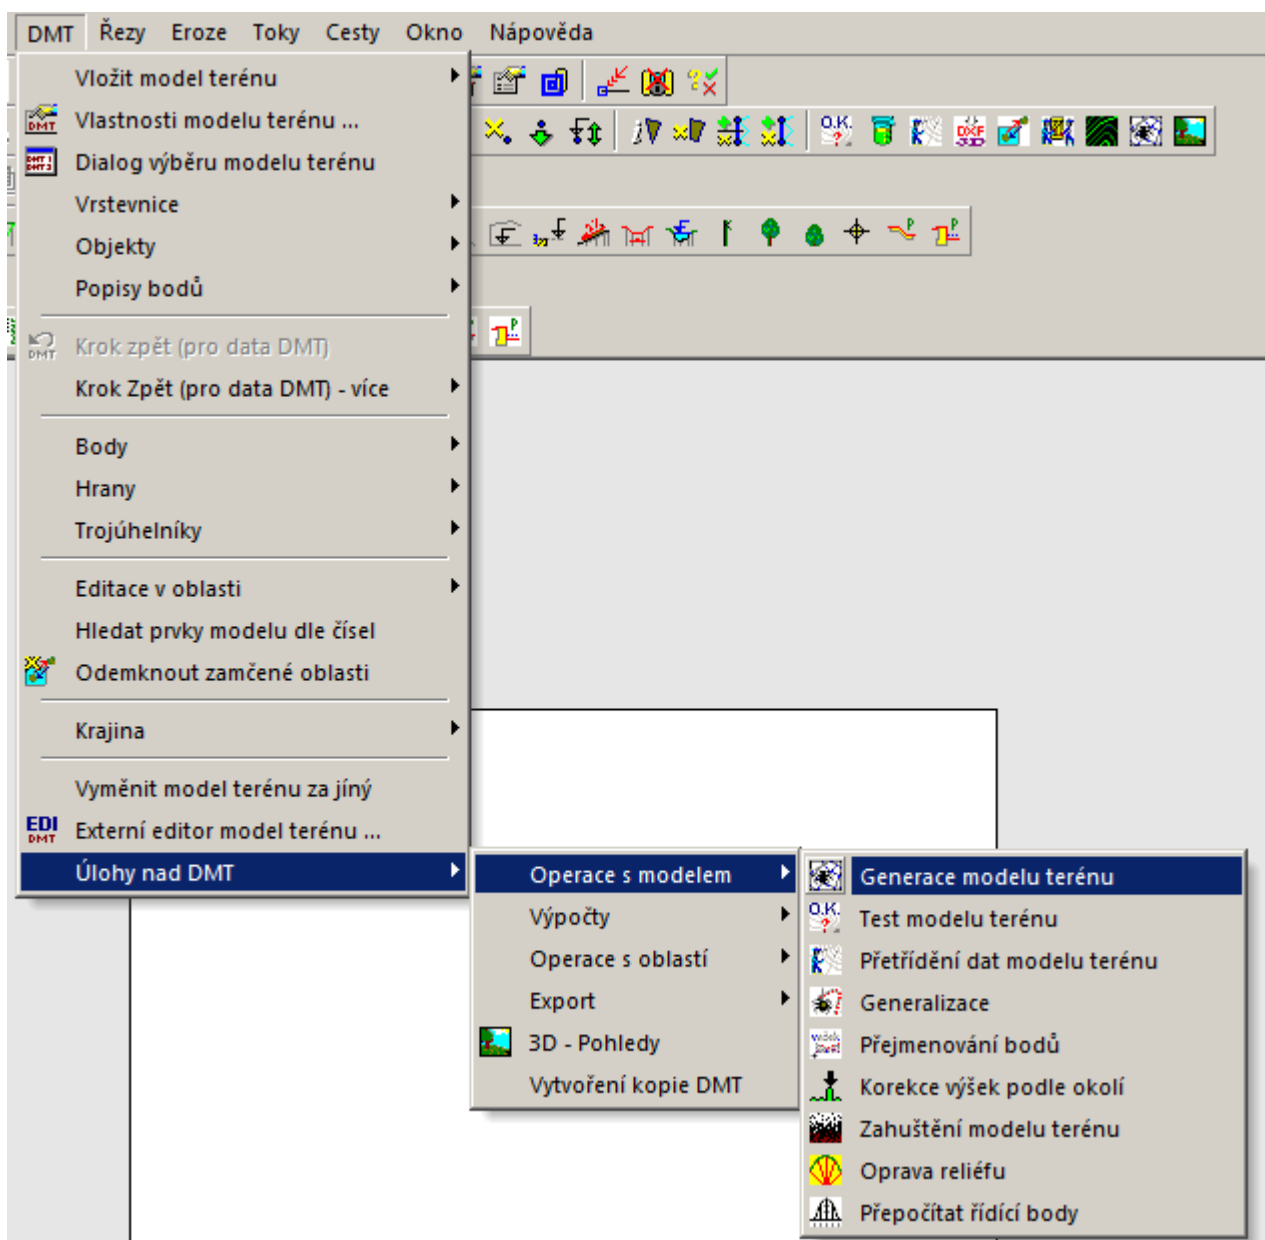 DMT Řezy Eroze Toky Cesty Okno Nápověda
Vložit model terénu
DMT Vlastnosti modelu terénu ...
Dialog výběru modelu terénu
Vrstevnice
Objekty
Popisy bodů
DMT Krok zpět (pro data DMT)
Krok Zpět (pro data DMT) - více
Body
Hrany
Trojúhelníky
Editace v oblasti
Hledat prvky modelu dle čísel
Odemknout zamčené oblasti
Krajina
Vyměnit model terénu za jíný
EDI DMT Externí editor model terénu ...
Úlohy nad DMT
Operace s modelem
Výpočty
Operace s oblastí
Export
3D - Pohledy
Vytvoření kopie DMT
Generace modelu terénu
O.K. ? Test modelu terénu
Přetřídění dat modelu terénu
Generalizace
Přejmenování bodů
Korekce výšek podle okolí
Zahuštění modelu terénu
Oprava reliéfu
Přepočítat řídící body